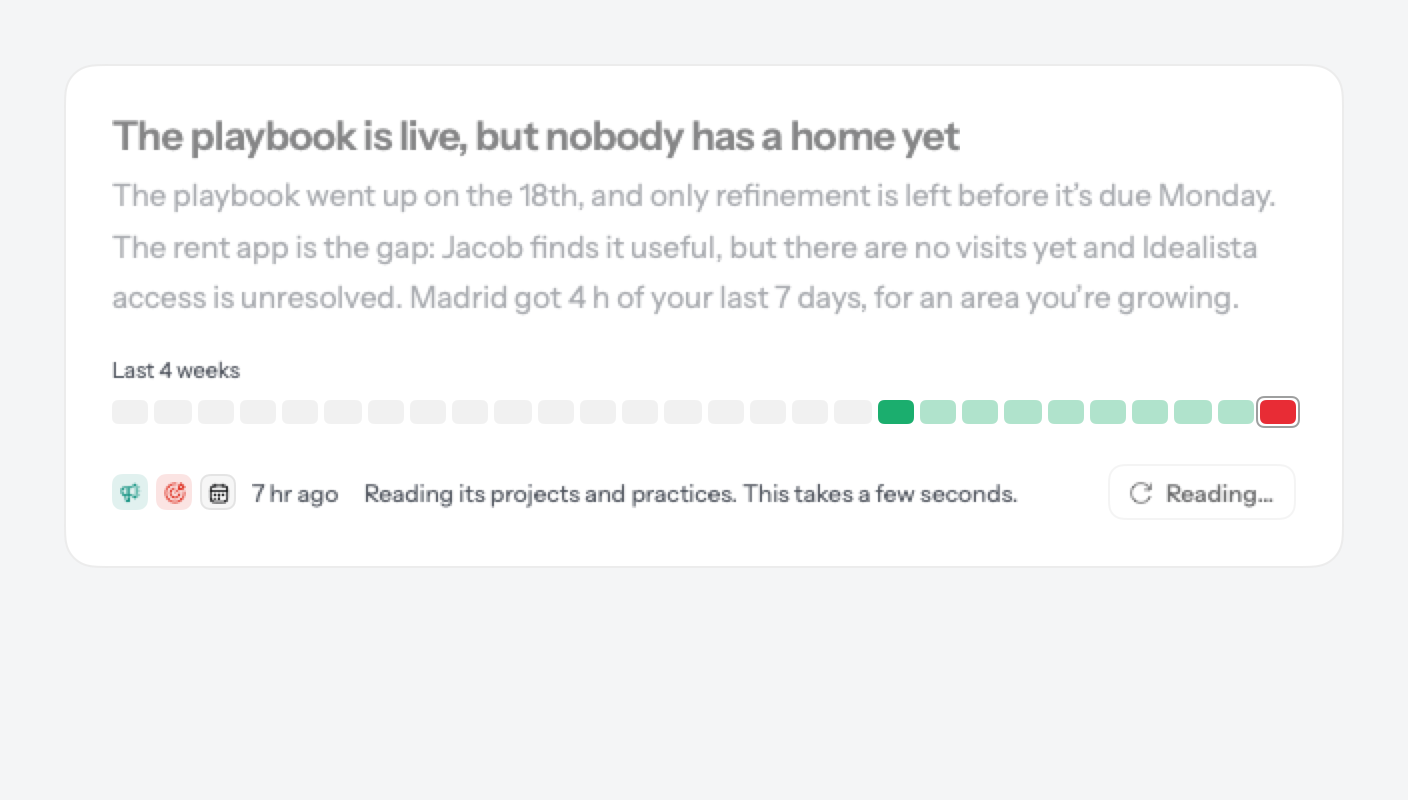 The playbook is live, but nobody has a home yet
The playbook went up on the 18th, and only refinement is left before it’s due Monday.
The rent app is the gap: Jacob finds it useful, but there are no visits yet and Idealista
access is unresolved. Madrid got 4 h of your last 7 days, for an area you’re growing.
Last 4 weeks
7 hr ago Reading its projects and practices. This takes a few seconds. Reading...